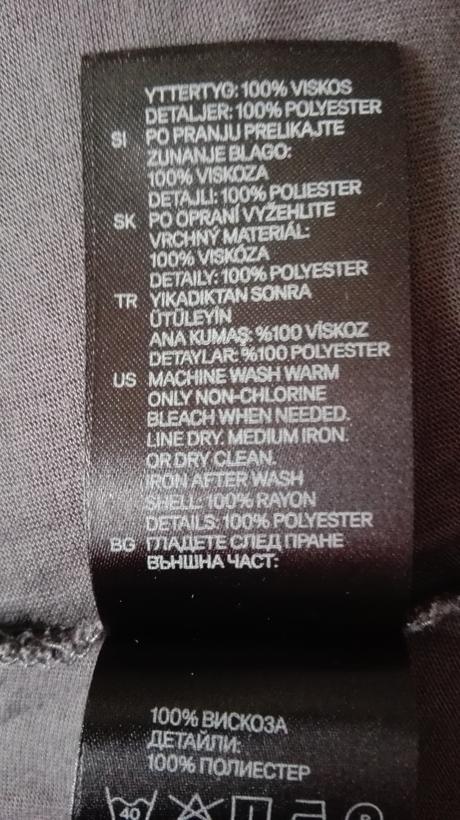 YTTERTYG: 100% VISKOS
DETALJER: 100% POLYESTER
SI PO PRANJU PRELIKAJTE
ZUNANJE BLAGO:
100% VISKOZA
DETAJLI: 100% POLIESTER
SK PO OPRANÍ VYŽEHLITE
VRCHNÝ MATERIÁL:
100% VISKÓZA
DETAILY: 100% POLYESTER
TR YIKADIKTAN SONRA
ÜTÜLEYİN
ANA KUMAŞ: %100 VİSKOZ
DETAYLAR: %100 POLYESTER
US MACHINE WASH WARM
ONLY NON-CHLORINE
BLEACH WHEN NEEDED.
LINE DRY. MEDIUM IRON.
OR DRY CLEAN.
IRON AFTER WASH
SHELL: 100% RAYON
DETAILS: 100% POLYESTER
BG ГЛАДЕТЕ СЛЕД ПРАНЕ
ВЪНШНА ЧАСТ:
100% ВИСКОЗА
ДЕТАЙЛИ:
100% ПОЛИЕСТЕР
40 P